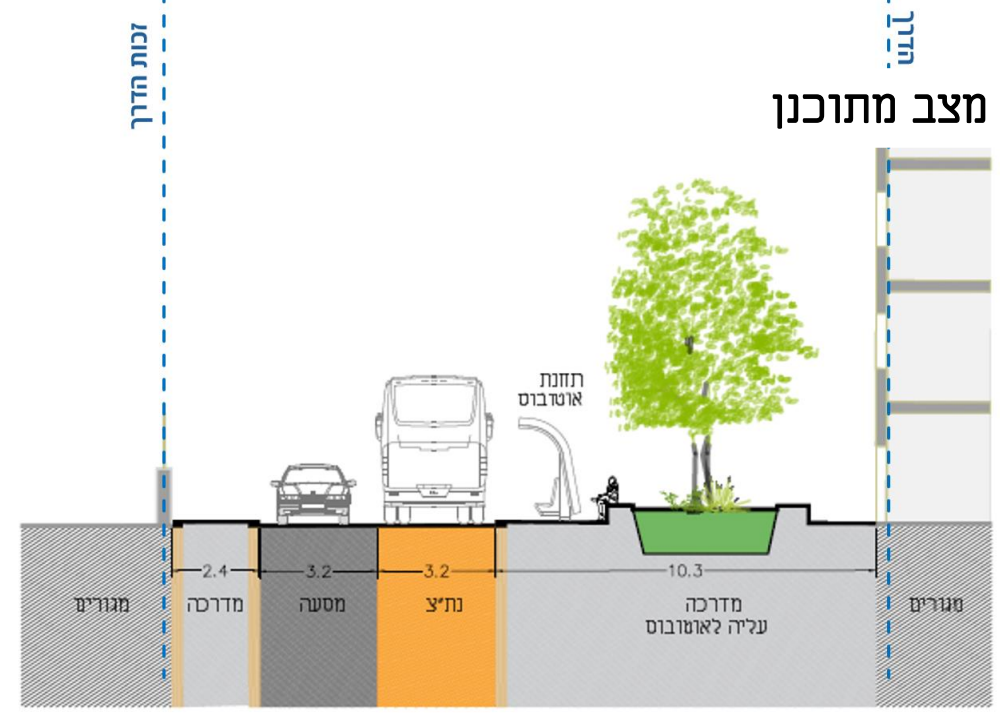 זכות הדרך
הדרך
מצב מתוכנן
תחנת
אוטובוס
2.4
3.2
3.2
10.3
מגורים
מדרכה
מסעה
נת"צ
מדרכה
עליה לאוטובוס
מגורים